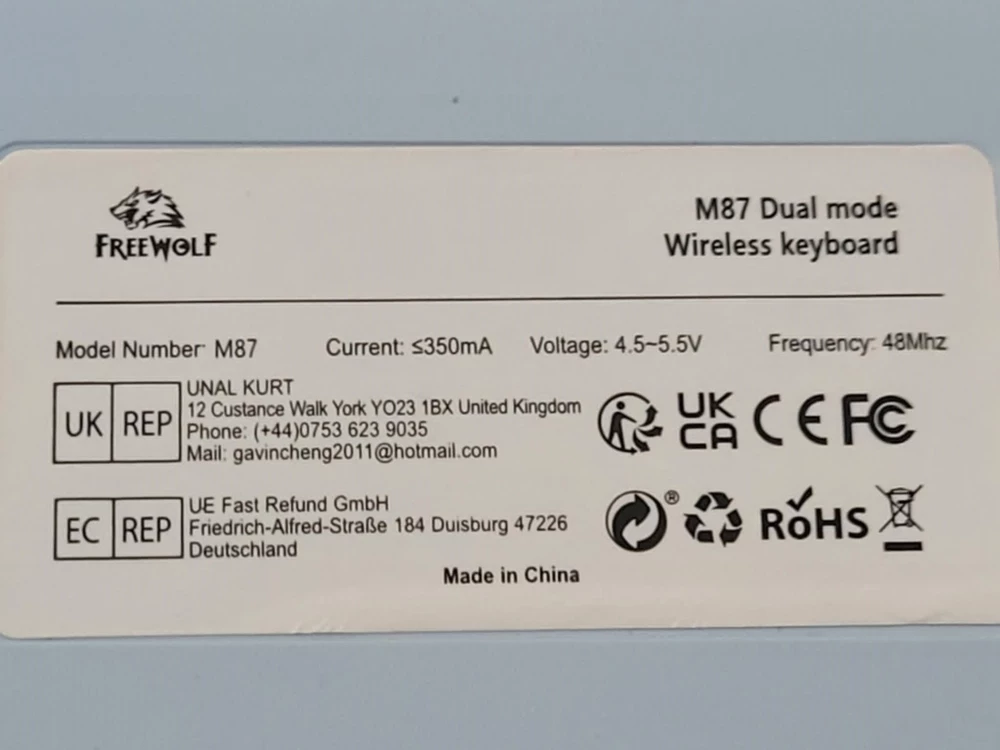 FREEWOLF
M87 Dual mode
Wireless keyboard
Model Number: M87 Current: ≤350mA Voltage: 4.5~5.5V Frequency: 48Mhz
UK REP
UNAL KURT
12 Custance Walk York YO23 1BX United Kingdom
Phone: (+44)0753 623 9035
Mail: gavincheng2011@hotmail.com
UK
CA
CE FC
EC REP
UE Fast Refund GmbH
Friedrich-Alfred-Straße 184 Duisburg 47226
Deutschland
® RoHS
Made in China